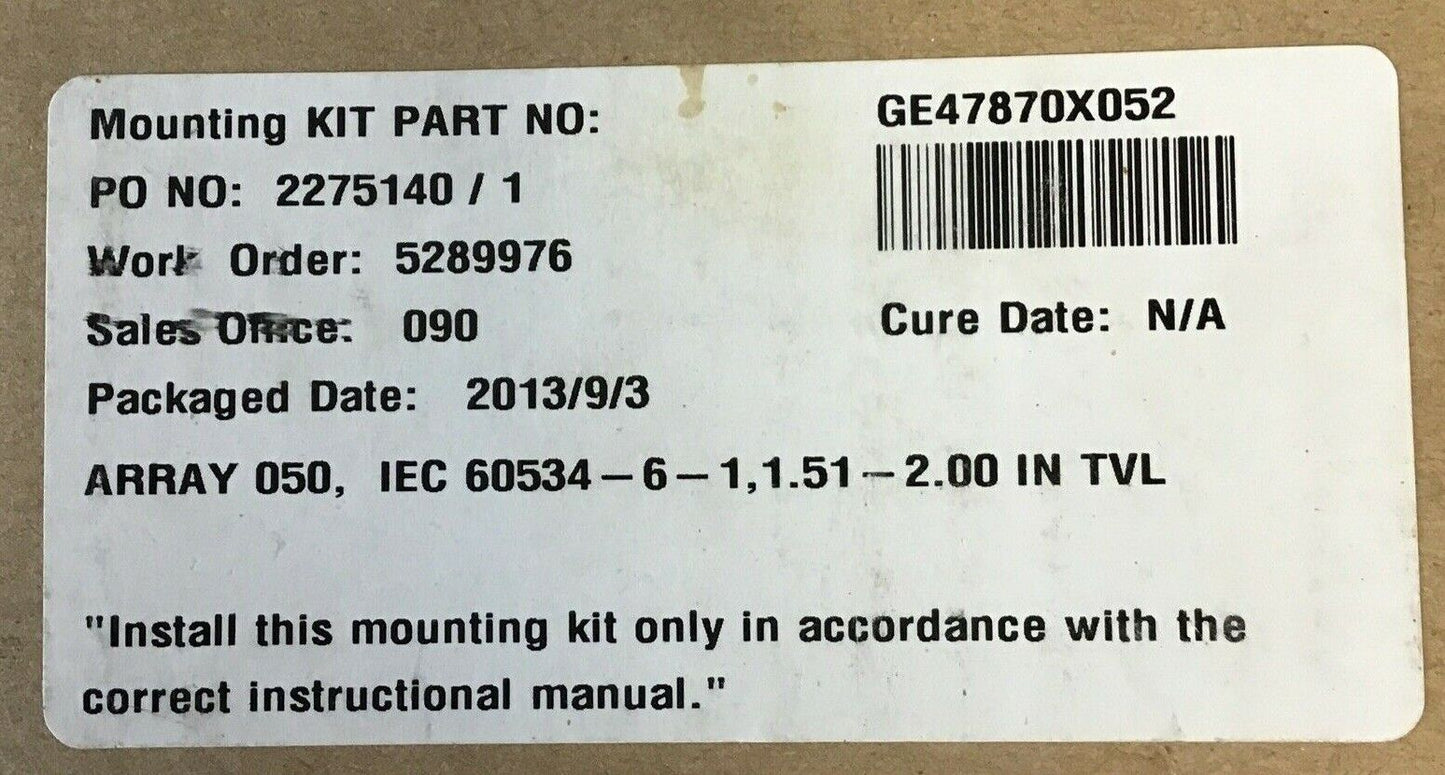 Mounting KIT PART NO: GE47870X052
PO NO: 2275140 / 1
Work Order: 5289976
Sales Office: 090 Cure Date: N/A
Packaged Date: 2013/9/3
ARRAY 050, IEC 60534-6-1,1.51-2.00 IN TVL
"Install this mounting kit only in accordance with the
correct instructional manual."